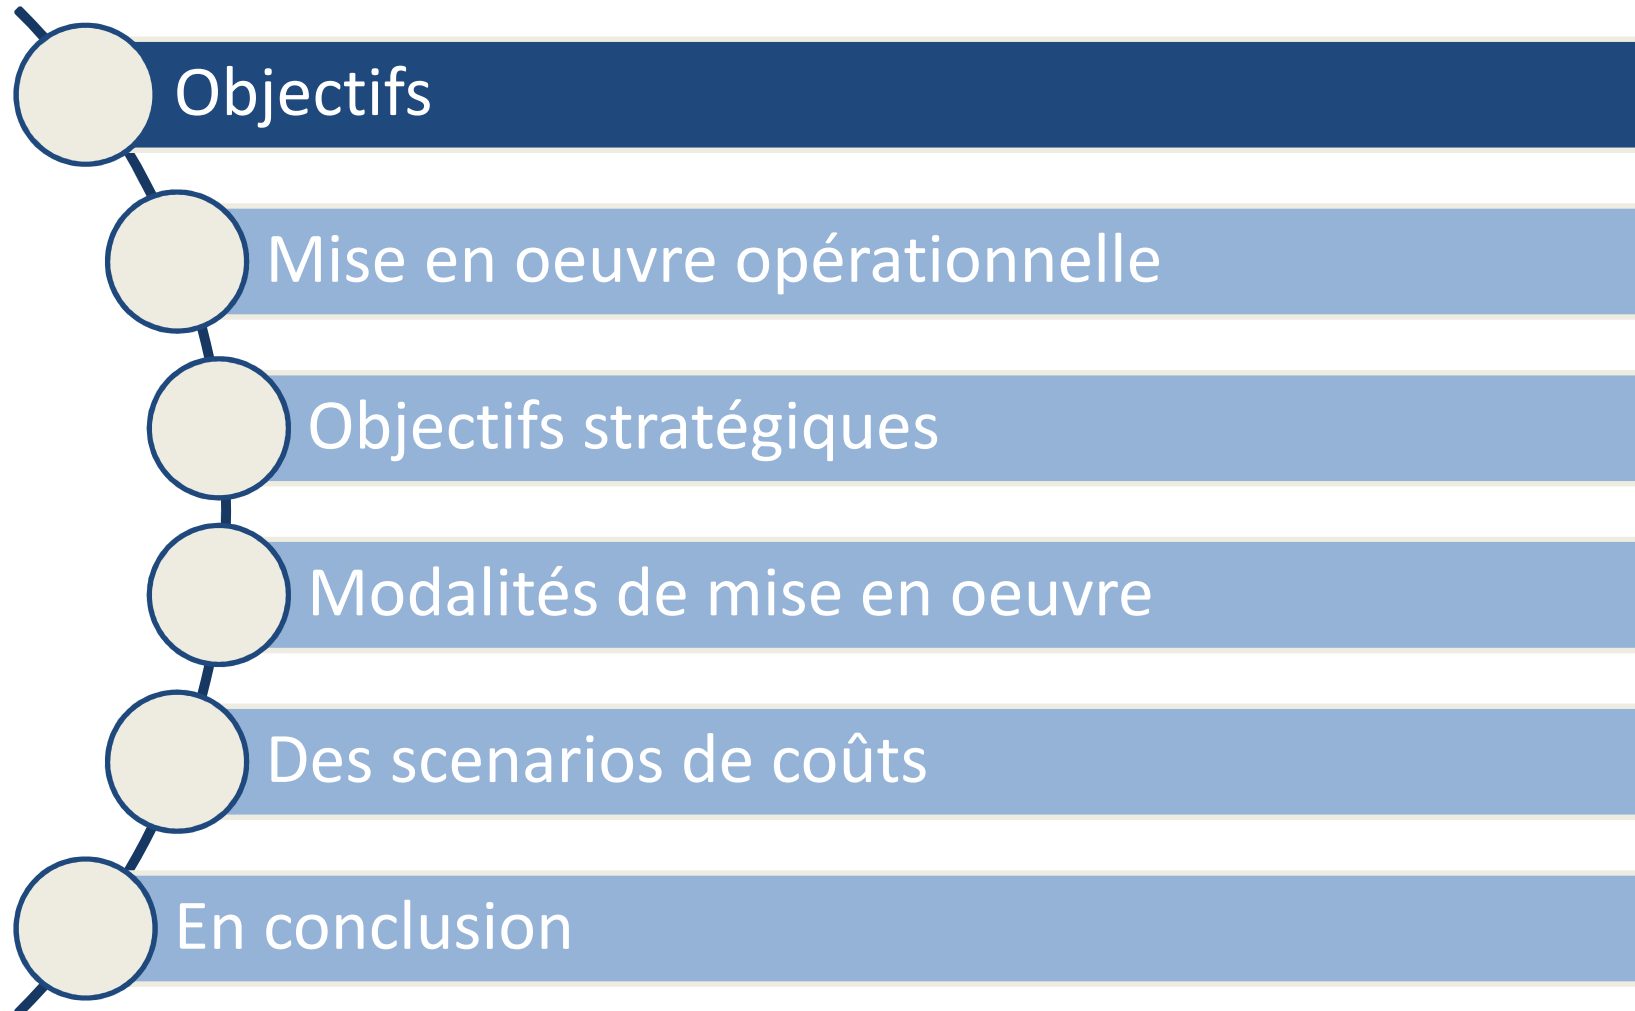 Objectifs
Mise en oeuvre opérationnelle
Objectifs stratégiques
Modalités de mise en oeuvre
Des scenarios de coûts
En conclusion